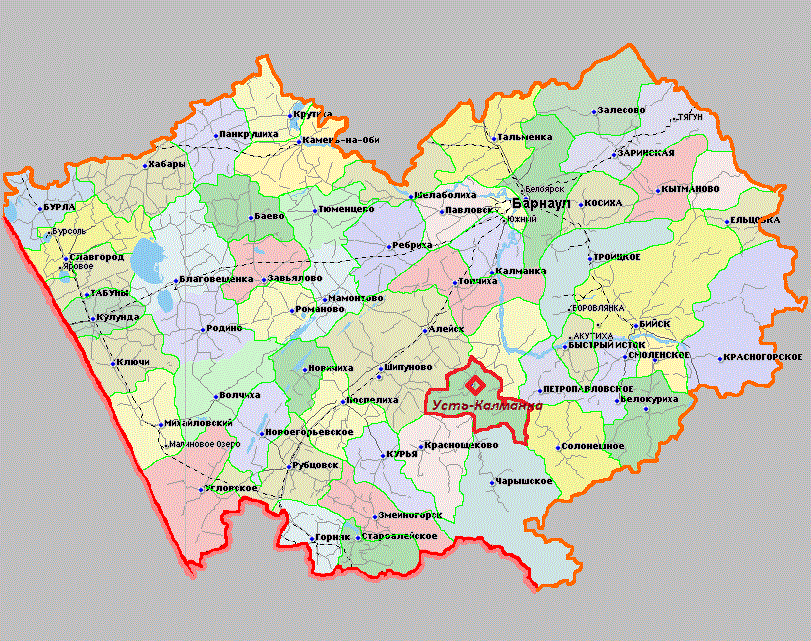 Залесово
Крутиха
ТЯГУН
Панкрушиха
Тальменка
Камень-на-Оби
ЗАРИНСКАЯ
Хабары
КЫТМАНОВО
Белоярск
Шелаболиха
БУРЛА
Барнаул
КОСИХА
Тюменцево
Павловск
Баево
Южный
ЕЛЬЦОВКА
Бурсоль
Ребриха
Славгород
ТРОИЦКОЕ
Яровое
Калманка
Благовещенка
Завьялово
Топчиха
ТАБУНЫ
Мамонтово
Романово
БОРОВЛЯНКА
Кулунда
БИЙСК
Родино
Алейск
АКУТИХА
БЫСТРЫЙ ИСТОК
СМОЛЕНСКОЕ
КРАСНОГОРСКОЕ
Ключи
Новичиха
Шипуново
ПЕТРОПАВЛОВСКОЕ
Волчиха
Поспелиха
Белокуриха
Усть-Калманка
Михайловский
Новоегорьевское
Малиновое Озеро
Краснощеково
Солонешное
КУРЬЯ
Рубцовск
Чарышское
Угловское
Змеиногорск
Горняк
Староалейское